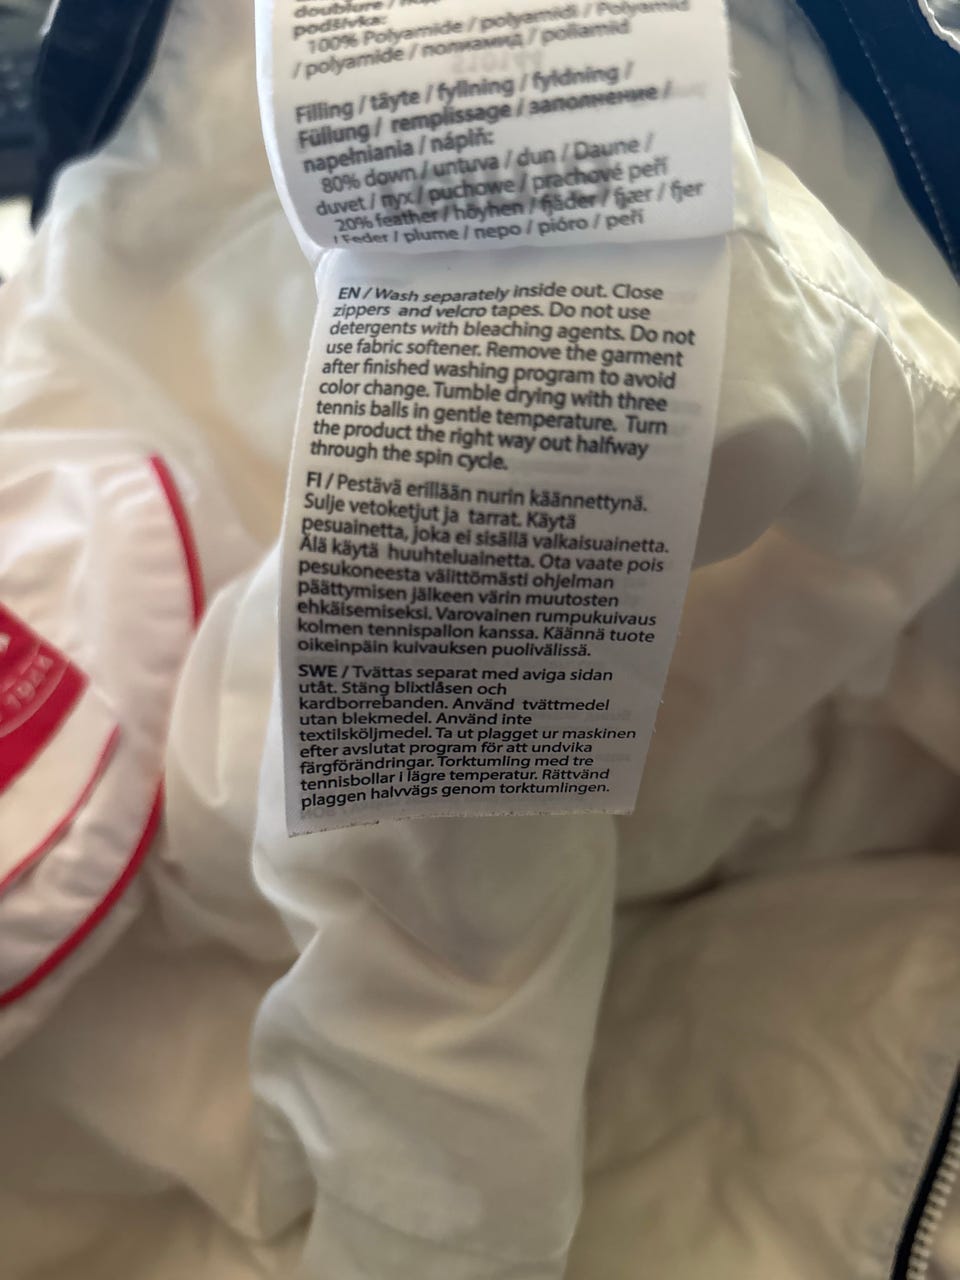 doublure /
podšívka:
100% Polyamide / polyamidi / Polyamid
/ polyamide / полиамид / poliamid
Filling / täyte / fyllning / fyldning /
Füllung / remplissage / заполнение /
napełniania / náplň:
80% down / untuva / dun / Daune /
duvet / пух / puchowe / prachové peří
20% feather / höyhen / fjäder / fjær / fjer
/ Feder / plume / перо / pióro / peří
EN / Wash separately inside out. Close
zippers and velcro tapes. Do not use
detergents with bleaching agents. Do not
use fabric softener. Remove the garment
after finished washing program to avoid
color change. Tumble drying with three
tennis balls in gentle temperature. Turn
the product the right way out halfway
through the spin cycle.
FI / Pestävä erillään nurin käännettynä.
Sulje vetoketjut ja tarrat. Käytä
pesuainetta, joka ei sisällä valkaisuainetta.
Älä käytä huuhteluainetta. Ota vaate pois
pesukoneesta välittömästi ohjelman
päättymisen jälkeen värin muutosten
ehkäisemiseksi. Varovainen rumpukuivaus
kolmen tennispallon kanssa. Käännä tuote
oikeinpäin kuivauksen puolivälissä.
SWE / Tvättas separat med aviga sidan
utåt. Stäng blixtlåsen och
kardborrebanden. Använd tvättmedel
utan blekmedel. Använd inte
textilsköljmedel. Ta ut plagget ur maskinen
efter avslutat program för att undvika
färgförändringar. Torktumling med tre
tennisbollar i lägre temperatur. Rättvänd
plaggen halvvägs genom torktumlingen.